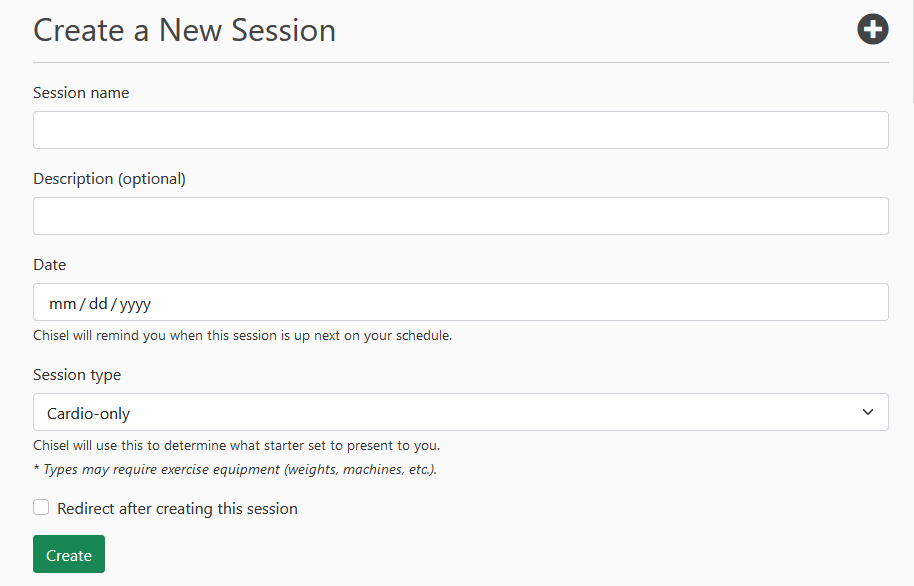 Create a New Session
Session name
Description (optional)
Date
mm/dd/yyyy
Chisel will remind you when this session is up next on your schedule.
Session type
Cardio-only
Chisel will use this to determine what starter set to present to you.
* Types may require exercise equipment (weights, machines, etc.).
Redirect after creating this session
Create